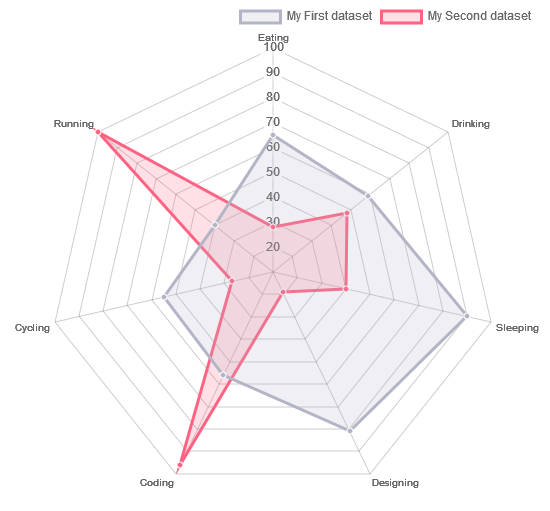 My First dataset My Second dataset
Eating
100
90
80
70
60
50
40
30
20
Running
Drinking
Cycling
Sleeping
Coding
Designing